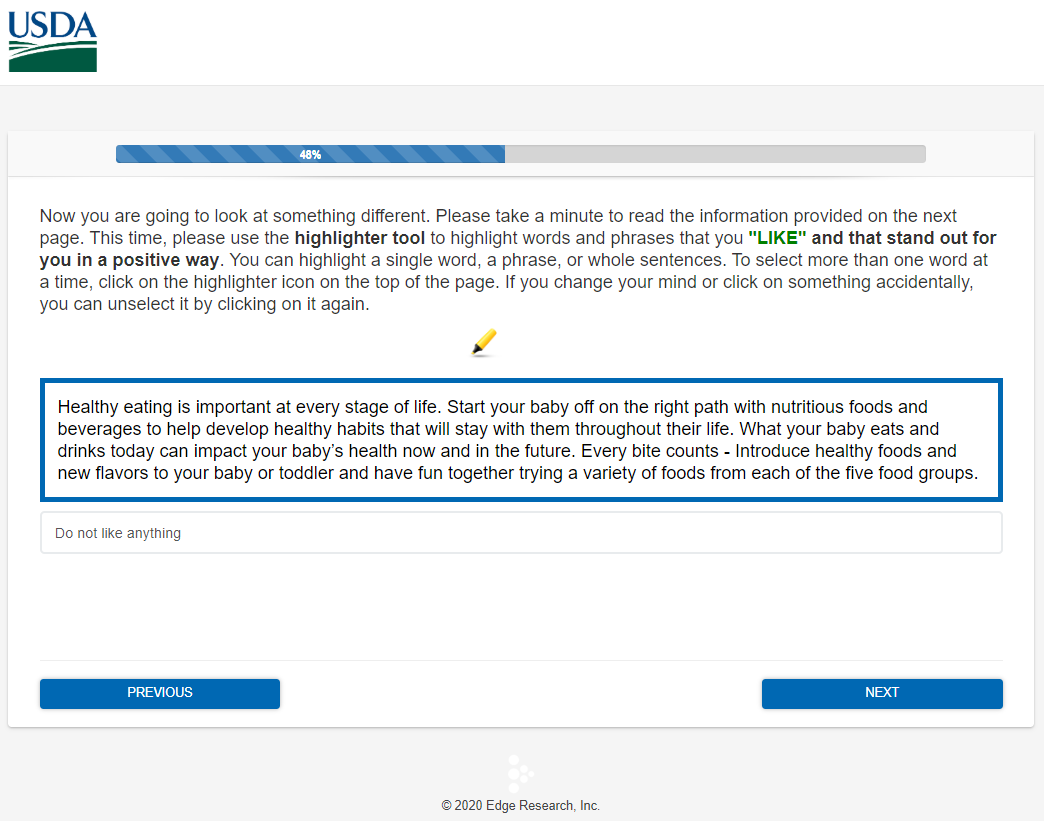 USDA
48%
Now you are going to look at something different. Please take a minute to read the information provided on the next
page. This time, please use the highlighter tool to highlight words and phrases that you "LIKE" and that stand out for
you in a positive way. You can highlight a single word, a phrase, or whole sentences. To select more than one word at
a time, click on the highlighter icon on the top of the page. If you change your mind or click on something accidentally,
you can unselect it by clicking on it again.
Healthy eating is important at every stage of life. Start your baby off on the right path with nutritious foods and
beverages to help develop healthy habits that will stay with them throughout their life. What your baby eats and
drinks today can impact your baby’s health now and in the future. Every bite counts - Introduce healthy foods and
new flavors to your baby or toddler and have fun together trying a variety of foods from each of the five food groups.
Do not like anything
PREVIOUS
NEXT
© 2020 Edge Research, Inc.